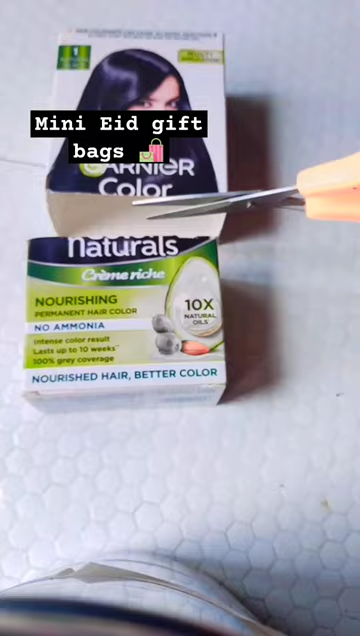 1
Mini Eid gift
bags 🛍️
GARNIER
Color
naturals
Crème riche
NOURISHING
PERMANENT HAIR COLOR
NO AMMONIA
10X
NATURAL
OILS
Intense color result
Lasts up to 10 weeks
100% grey coverage
NOURISHED HAIR, BETTER COLOR